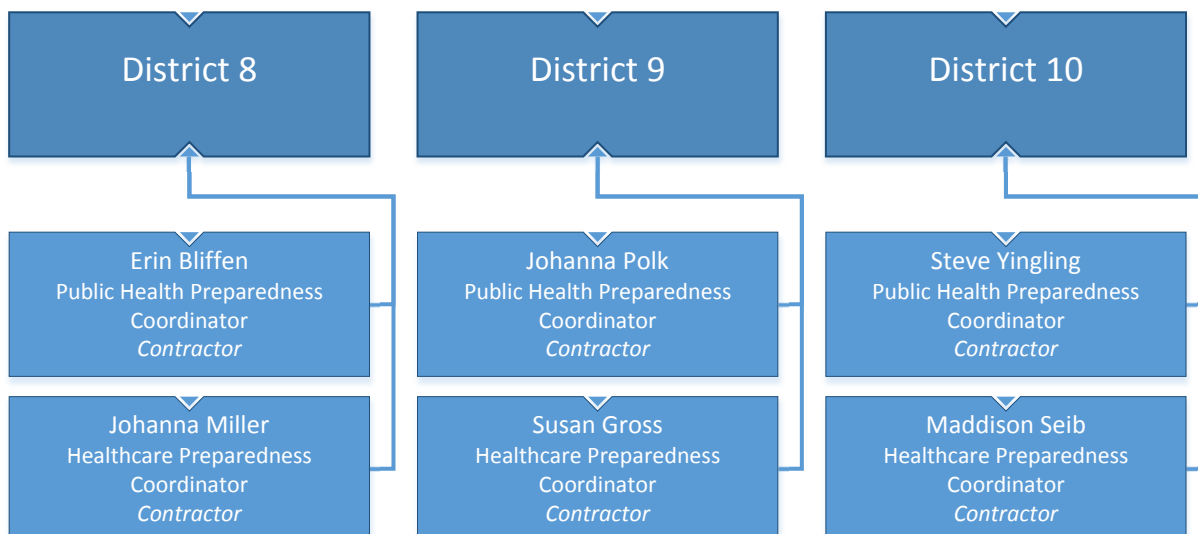 District 8
District 9
District 10
Erin Bliffen
Public Health Preparedness
Coordinator
Contractor
Johanna Polk
Public Health Preparedness
Coordinator
Contractor
Steve Yingling
Public Health Preparedness
Coordinator
Contractor
Johanna Miller
Healthcare Preparedness
Coordinator
Contractor
Susan Gross
Healthcare Preparedness
Coordinator
Contractor
Maddison Seib
Healthcare Preparedness
Coordinator
Contractor